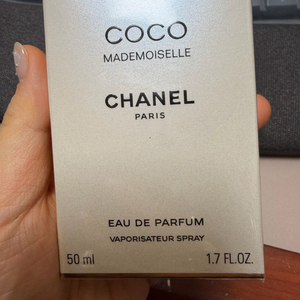 COCO
MADEMOISELLE
CHANEL
PARIS
EAU DE PARFUM
VAPORISATEUR SPRAY
50 ml 1.7 FL.OZ.